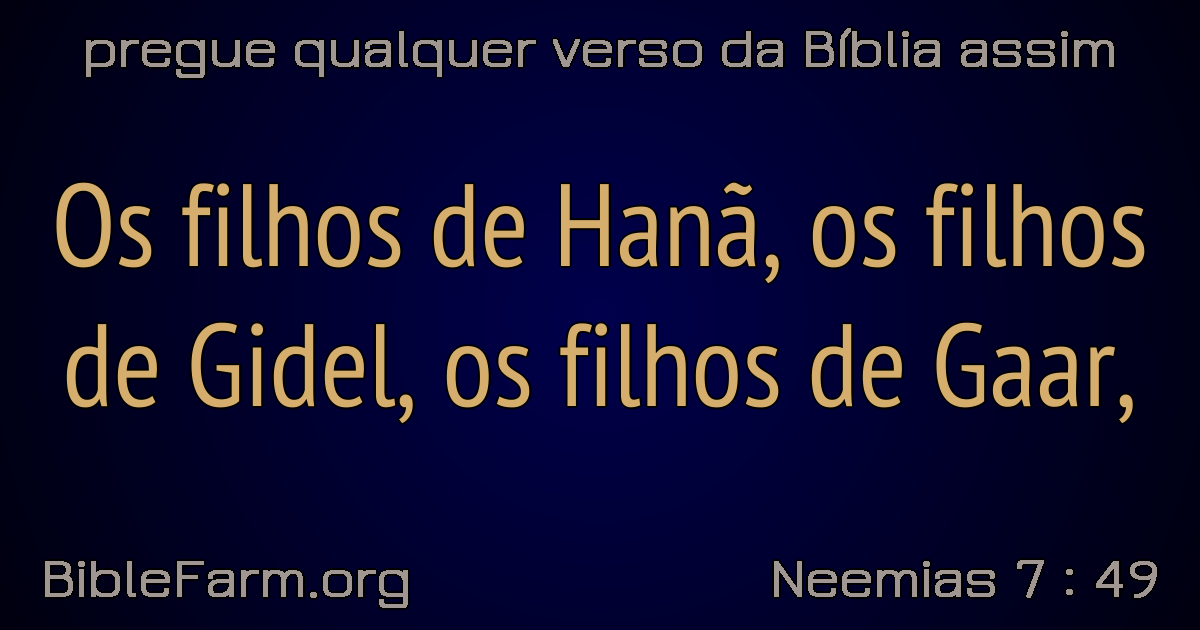 pregue qualquer verso da Bíblia assim
Os filhos de Hanã, os filhos
de Gidel, os filhos de Gaar,
BibleFarm.org
Neemias 7 : 49